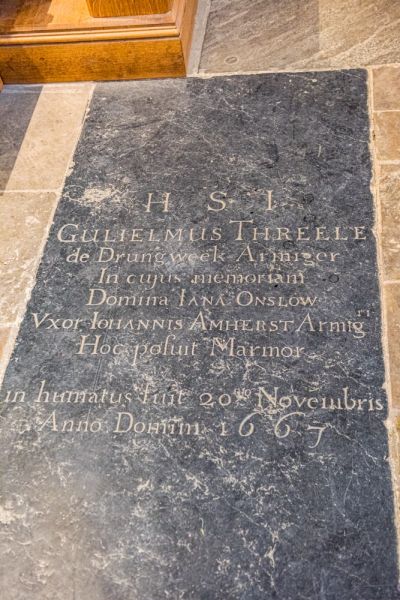 H S I
GULIELMUS THREELE
de Drungweek Armiger
In cujus memoriam
Domina IANA ONSLOW
Vxor IOHANNIS AMHERST Armig ri
Hoc posuit Marmor
in humatus fuit 20mo Novembris
Anno Domini 1667